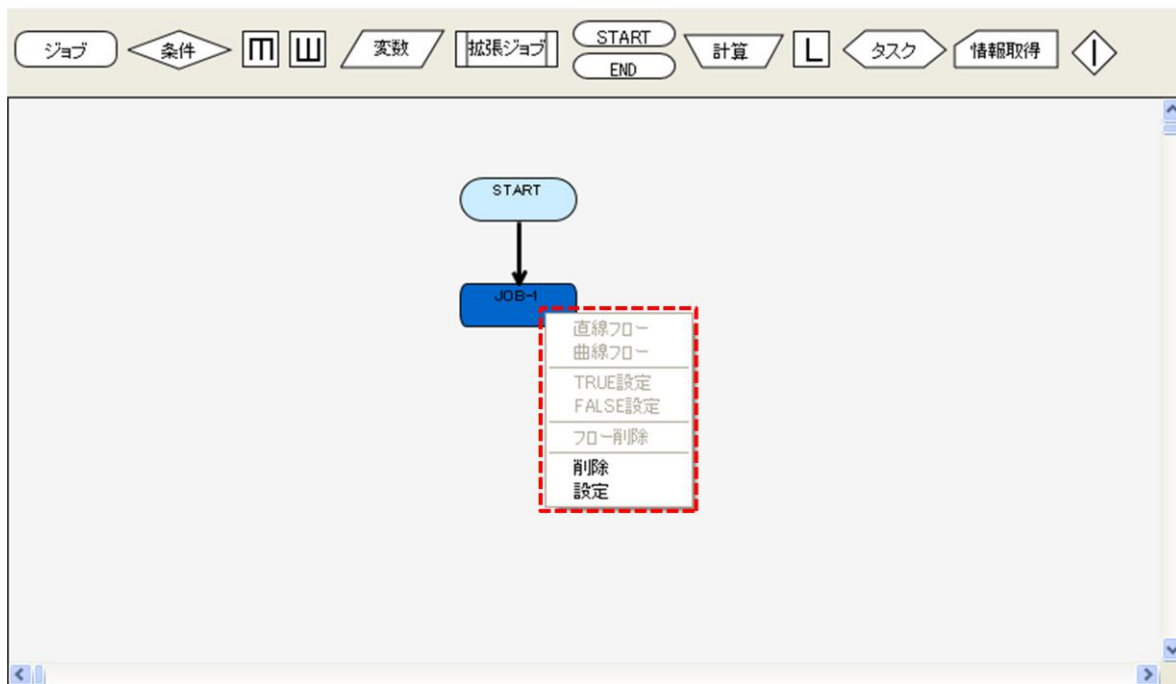 ジョブ
条件
変数
拡張ジョブ
START
END
計算
L
タスク
情報取得
START
JOB-1
直線フロー
曲線フロー
TRUE設定
FALSE設定
フロー削除
削除
設定